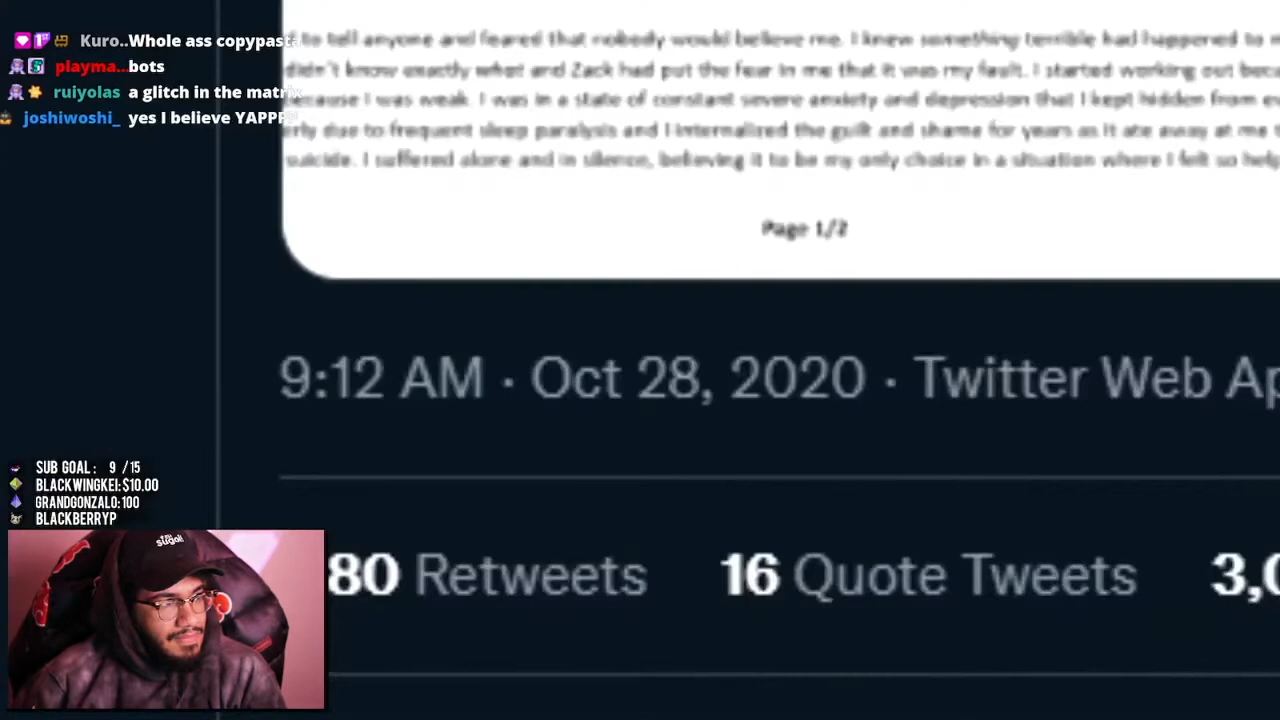 Kuro.. Whole ass copypasta
playma... bots
ruiyolas a glitch in the matrix
joshiwoshi_ yes I believe YAPPP
to tell anyone and feared that nobody would believe me. I knew something terrible had happened to
didn't know exactly what and Zack had put the fear in me that it was my fault. I started working out
because I was weak. I was in a state of constant severe anxiety and depression that I kept hidden from
due to frequent sleep paralysis and I internalized the guilt and shame for years as it ate away at me
suicide. I suffered alone and in silence, believing it to be my only choice in a situation where I felt so
Page 1/2
9:12 AM · Oct 28, 2020 · Twitter Web
80 Retweets 16 Quote Tweets
SUB GOAL: 9 /15
BLACKWINGKEI:$10.00
GRANDGONZALO:100
BLACKBERRYP
sugoii